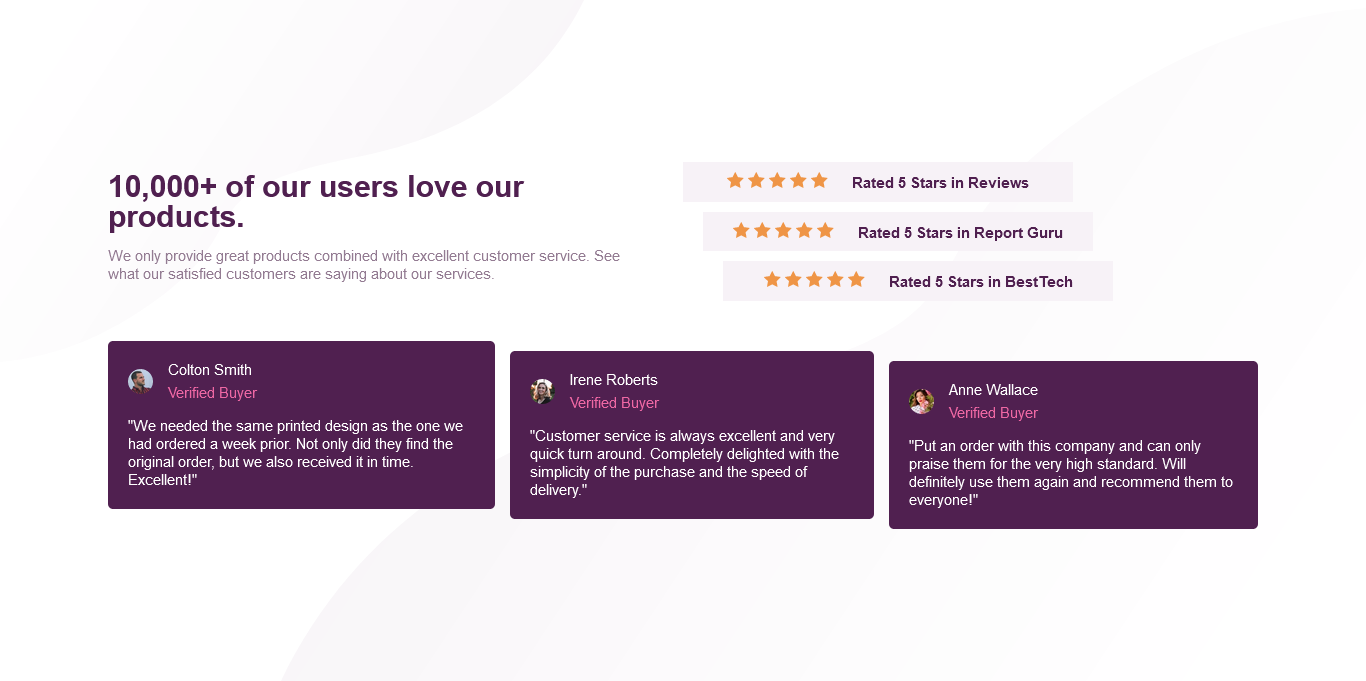 10,000+ of our users love our
products.
We only provide great products combined with excellent customer service. See
what our satisfied customers are saying about our services.
Rated 5 Stars in Reviews
Rated 5 Stars in Report Guru
Rated 5 Stars in BestTech
Colton Smith
Verified Buyer
"We needed the same printed design as the one we
had ordered a week prior. Not only did they find the
original order, but we also received it in time.
Excellent!"
Irene Roberts
Verified Buyer
"Customer service is always excellent and very
quick turn around. Completely delighted with the
simplicity of the purchase and the speed of
delivery."
Anne Wallace
Verified Buyer
"Put an order with this company and can only
praise them for the very high standard. Will
definitely use them again and recommend them to
everyone!"